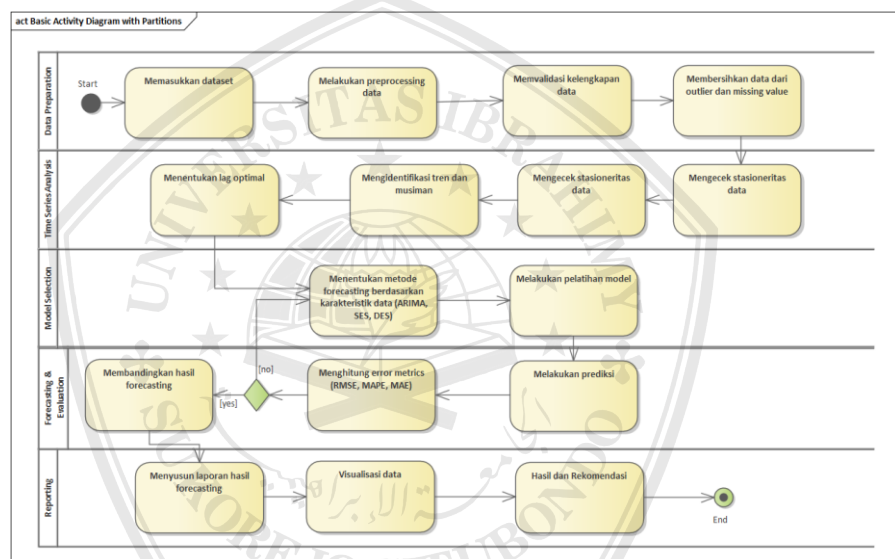 act Basic Activity Diagram with Partitions
Data Preparation
Start
Memasukkan dataset
Melakukan preprocessing
data
Memvalidasi kelengkapan
data
Membersihkan data dari
outlier dan missing value
Time Series Analysis
Menentukan lag optimal
Mengidentifikasi tren dan
musiman
Mengecek stasioneritas
data
Mengecek stasioneritas
data
Model Selection
Menentukan metode
forecasting berdasarkan
karakteristik data (ARIMA,
SES, DES)
Melakukan pelatihan model
Forecasting &
Evaluation
Membandingkan hasil
forecasting
[yes]
[no]
Menghitung error metrics
(RMSE, MAPE, MAE)
Melakukan prediksi
Reporting
Menyusun laporan hasil
forecasting
Visualisasi data
Hasil dan Rekomendasi
End
UNIVERSITAS IBRAHIMY